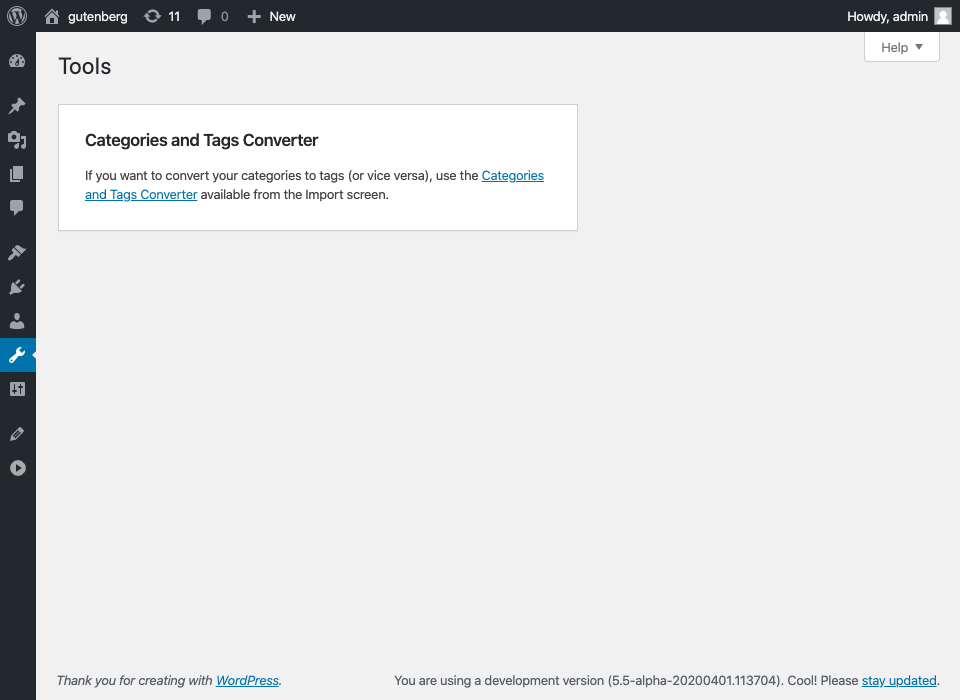 gutenberg 11 0 New Howdy, admin
Help
Tools
Categories and Tags Converter
If you want to convert your categories to tags (or vice versa), use the Categories
and Tags Converter available from the Import screen.
Thank you for creating with WordPress. You are using a development version (5.5-alpha-20200401.113704). Cool! Please stay updated.